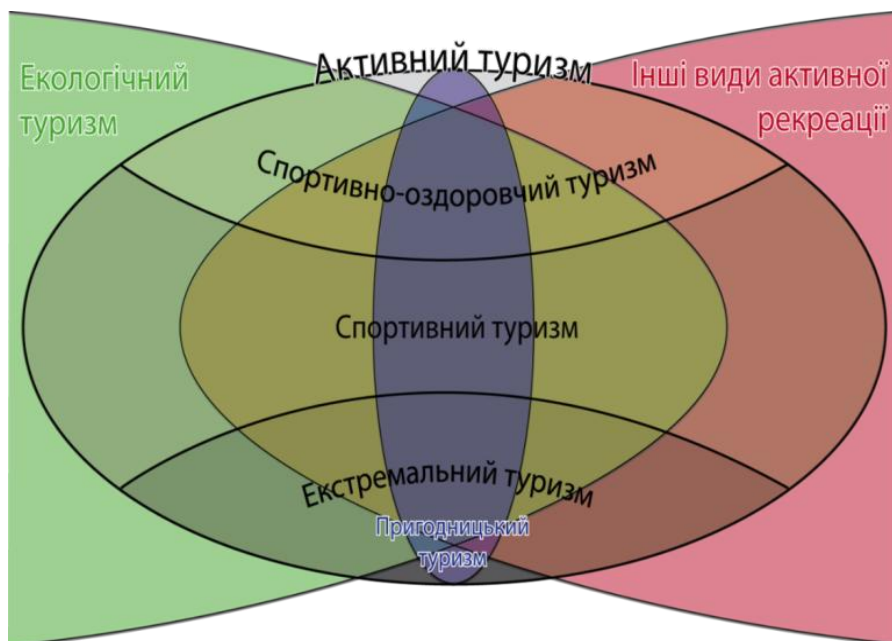 Активний туризм
Екологічний
туризм
Інші види активної
рекреації
Спортивно-оздоровчий туризм
Спортивний туризм
Екстремальний туризм
Пригодницький
туризм